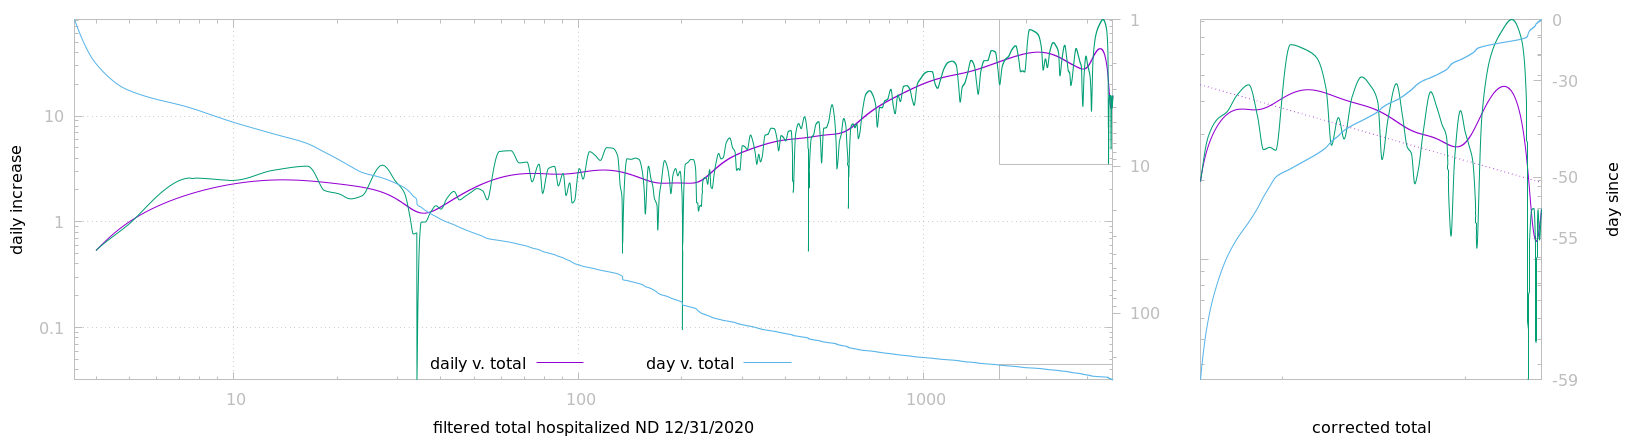 1
0
10
-30
10
-50
1
-55
0.1
100
daily v. total
day v. total
-59
10
100
1000
filtered total hospitalized ND 12/31/2020
corrected total
daily increase
day since